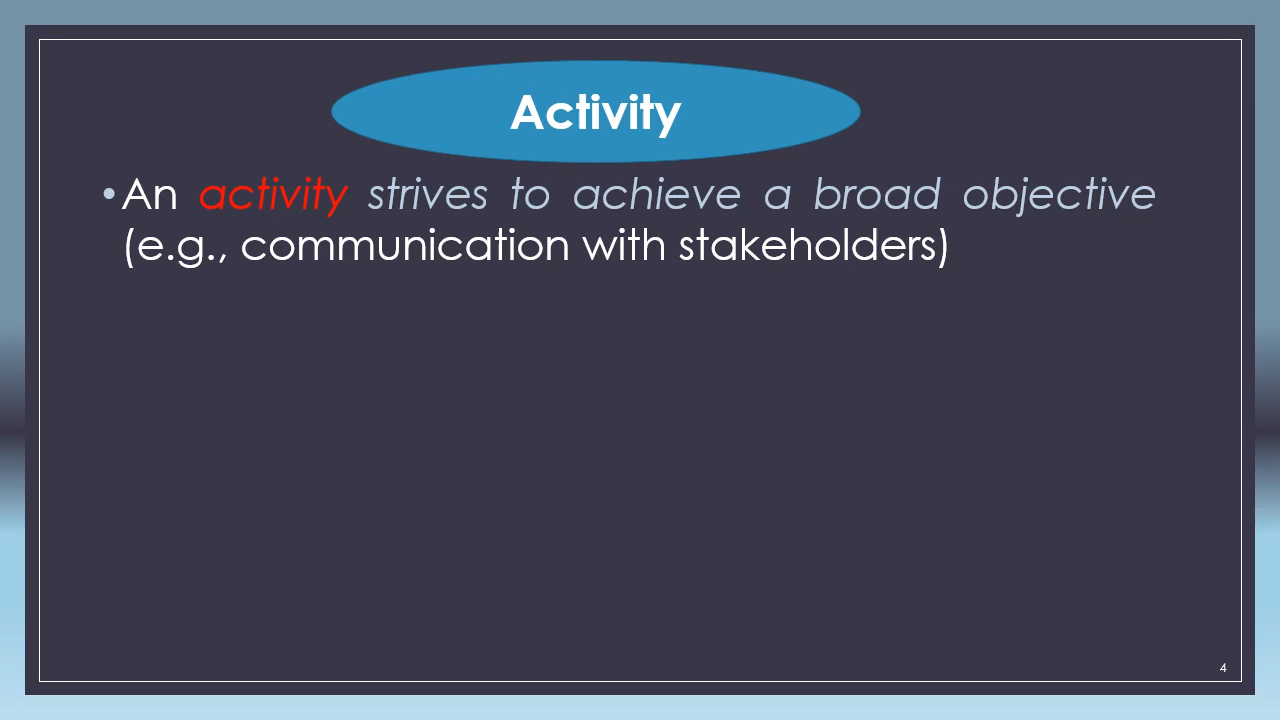 Activity
•An activity strives to achieve a broad objective
(e.g., communication with stakeholders)
4